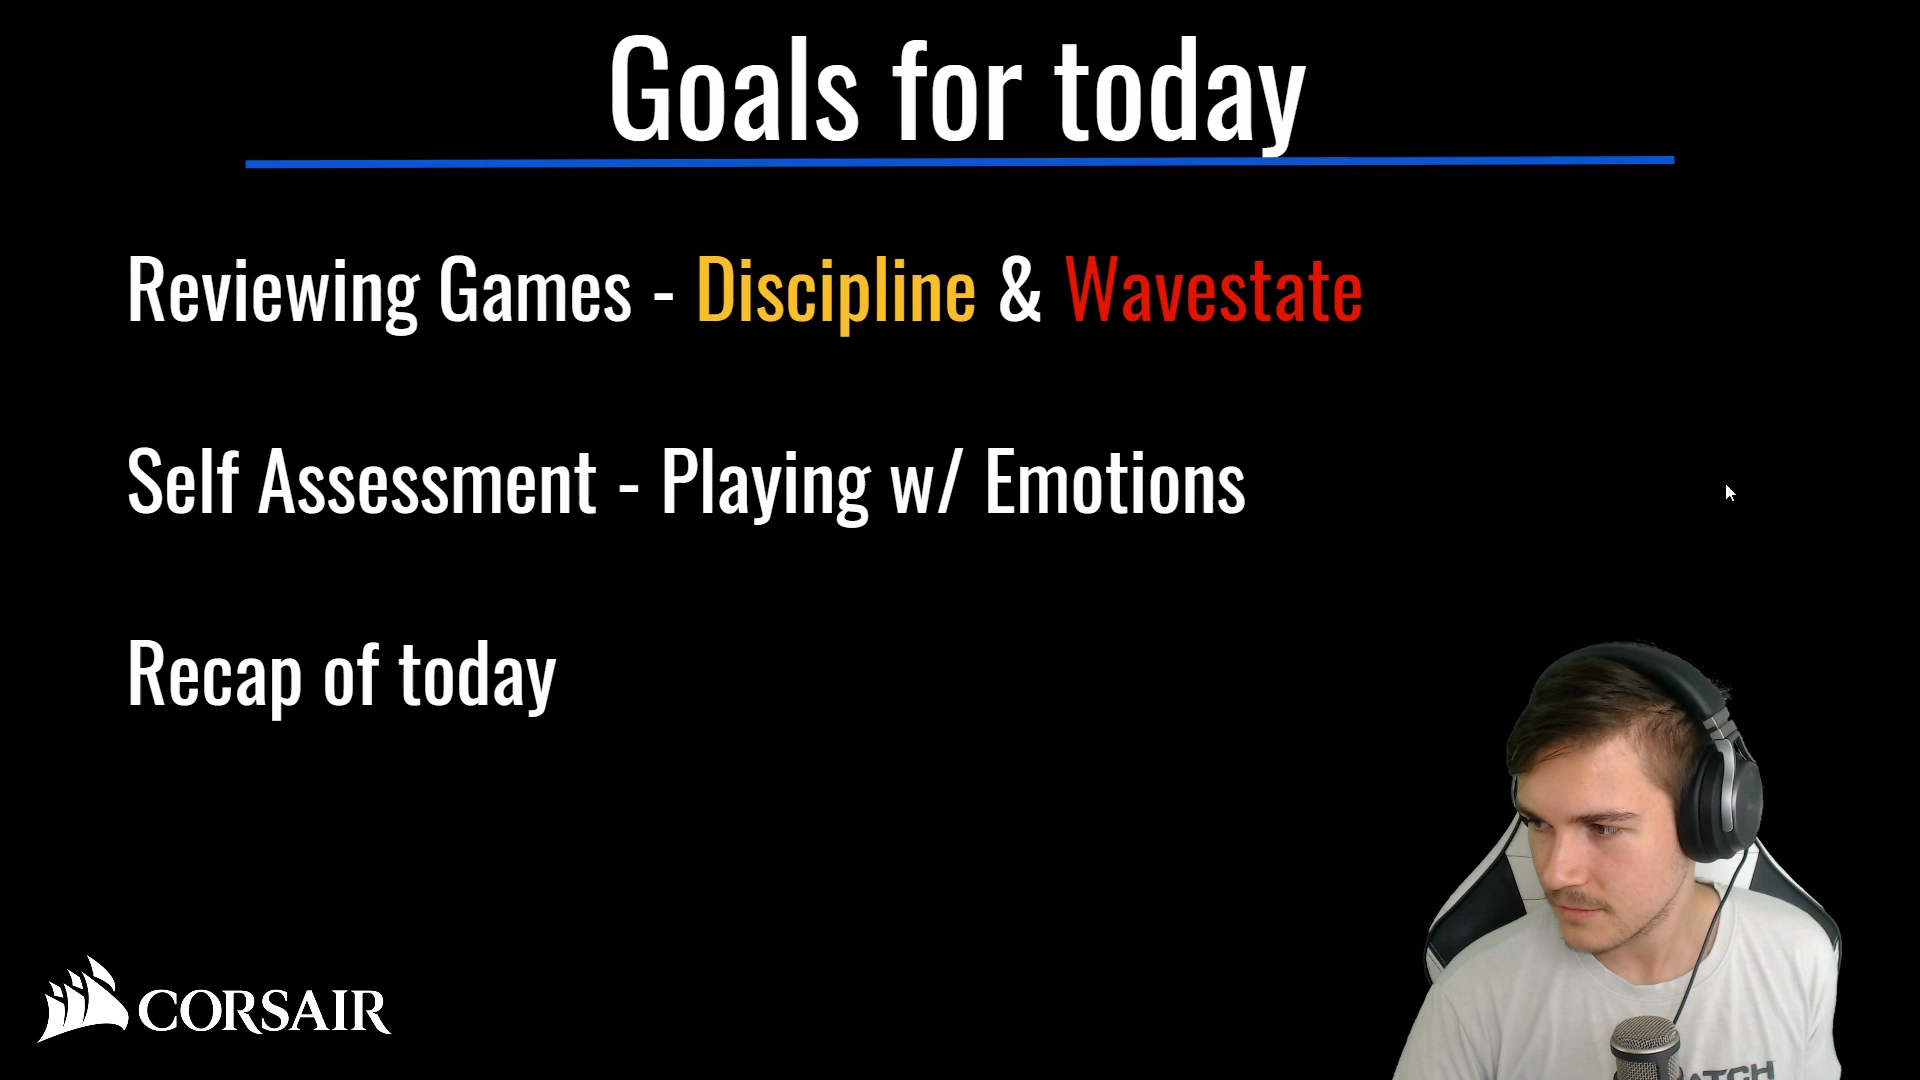 Goals for today
Reviewing Games - Discipline & Wavestate
Self Assessment - Playing w/ Emotions
Recap of today
CORSAIR